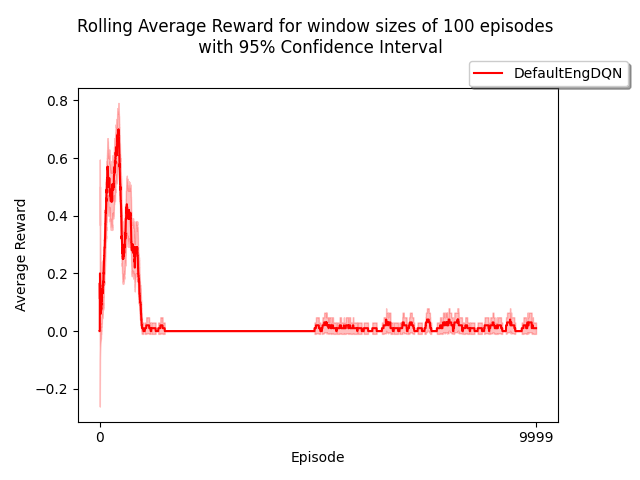 Rolling Average Reward for window sizes of 100 episodes
with 95% Confidence Interval
DefaultEngDQN
0.8
0.6
0.4
0.2
0.0
−0.2
Average Reward
0
9999
Episode